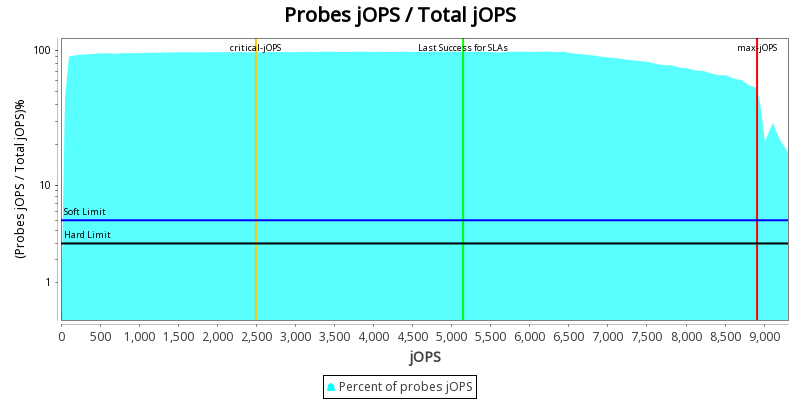 Probes jOPS / Total jOPS
(Probes jOPS / Total jOPS)%
100
10
1
critical-jOPS
Last Success for SLAs
max-jOPS
Soft Limit
Hard Limit
0 500 1,000 1,500 2,000 2,500 3,000 3,500 4,000 4,500 5,000 5,500 6,000 6,500 7,000 7,500 8,000 8,500 9,000
jOPS
Percent of probes jOPS